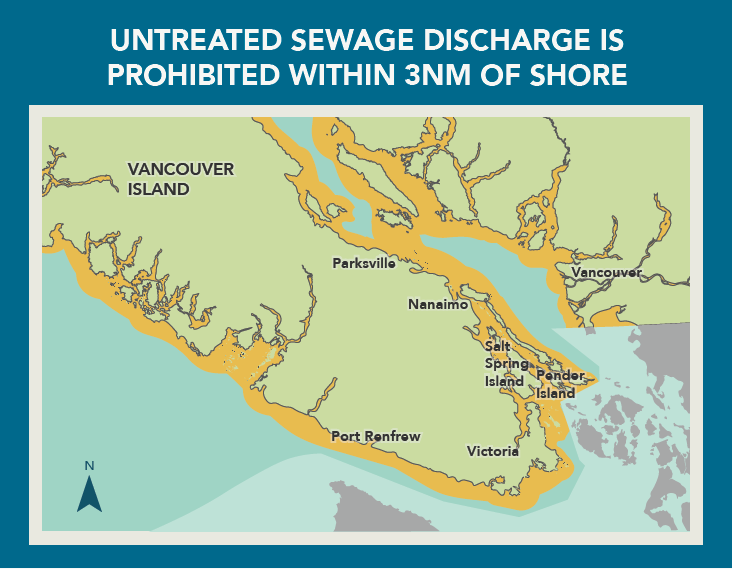 UNTREATED SEWAGE DISCHARGE IS
PROHIBITED WITHIN 3NM OF SHORE
VANCOUVER
ISLAND
Parksville
Vancouver
Nanaimo
Salt
Spring
Island
Pender
Island
Port Renfrew
Victoria
N